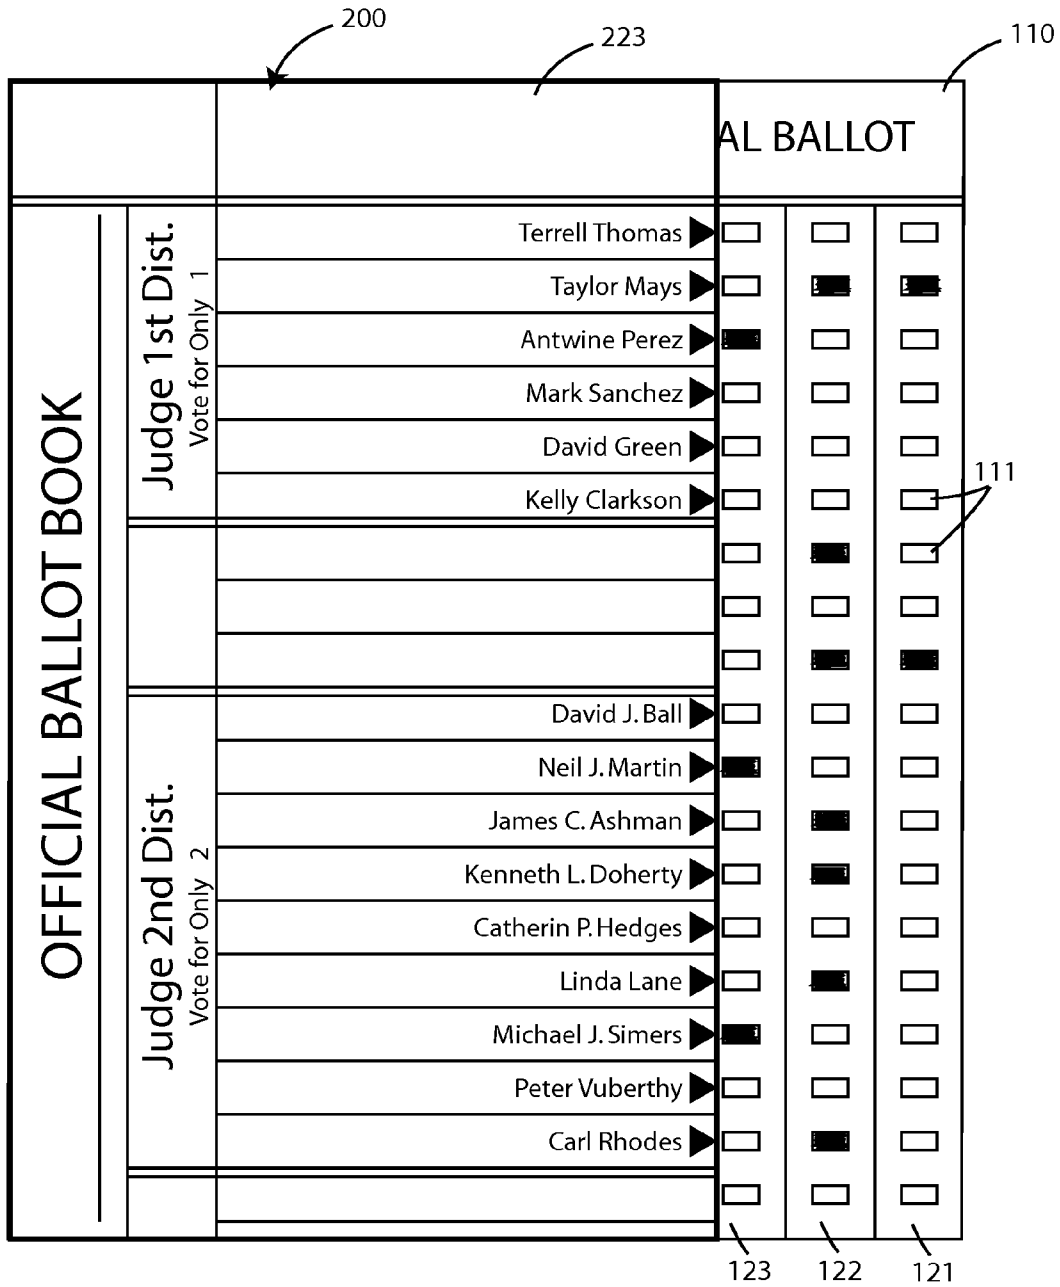 200
223
110
AL BALLOT
OFFICIAL BALLOT BOOK
Judge 1st Dist.
Vote for Only 1
Terrell Thomas
Taylor Mays
Antwine Perez
Mark Sanchez
David Green
Kelly Clarkson
111
Judge 2nd Dist.
Vote for Only 2
David J. Ball
Neil J. Martin
James C. Ashman
Kenneth L. Doherty
Catherin P. Hedges
Linda Lane
Michael J. Simers
Peter Vuberthy
Carl Rhodes
123
122
121